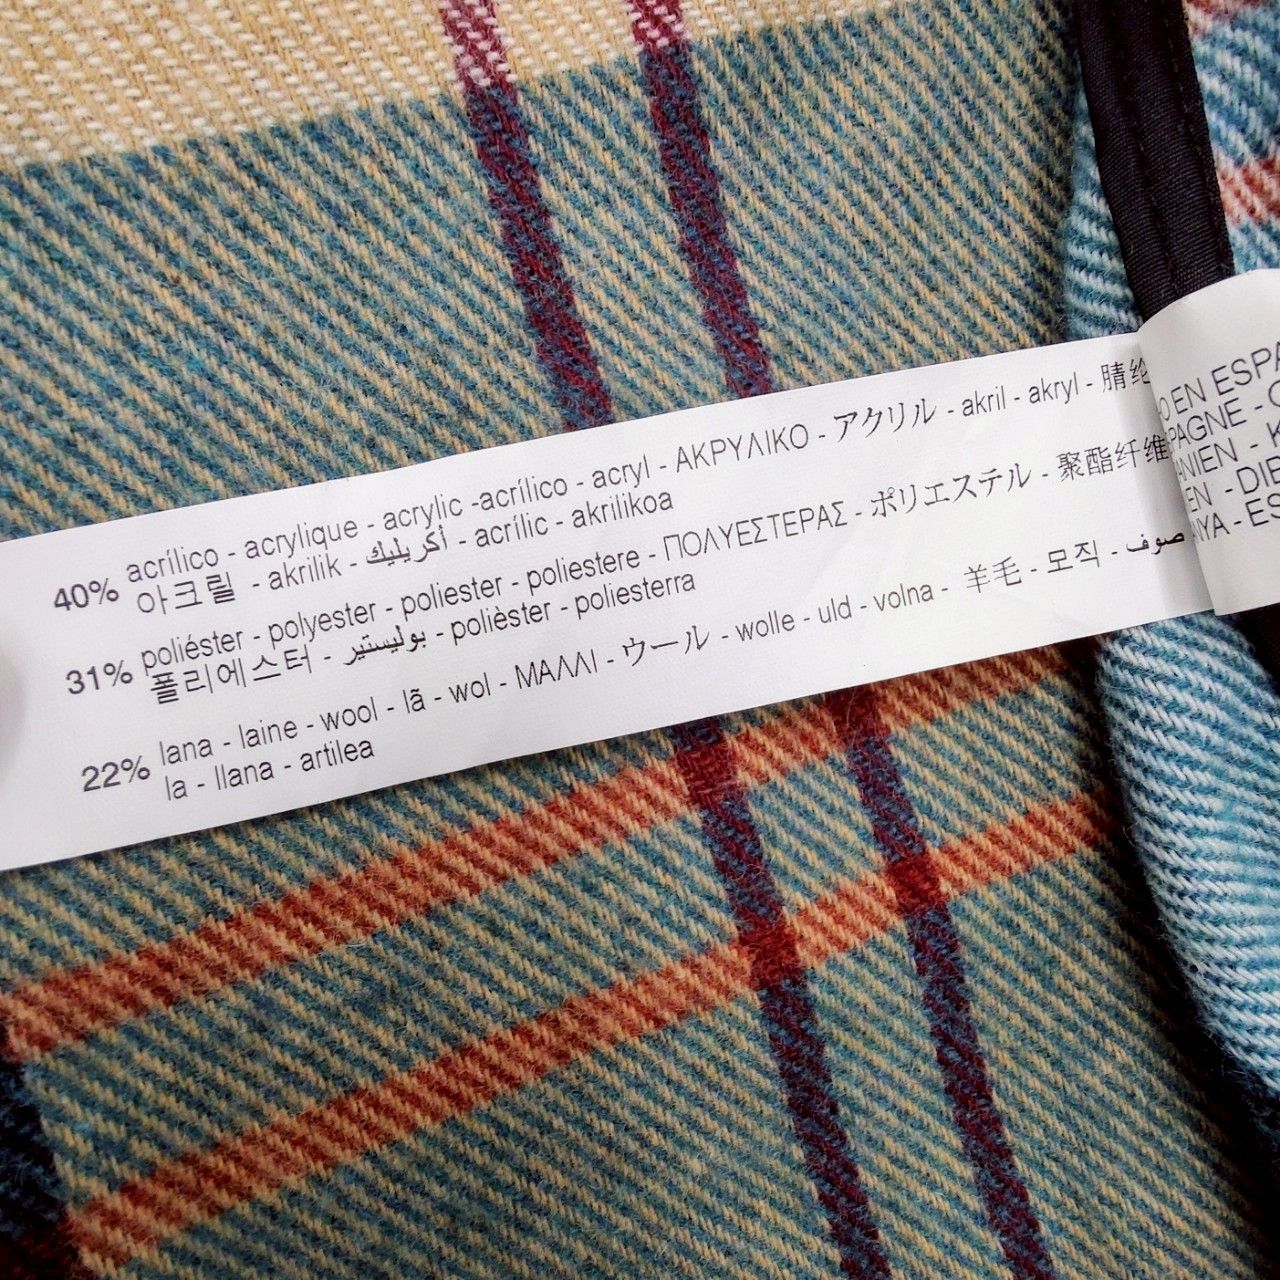 40% acrílico - acrylique - acrylic -acrílico - acryl - ΑΚΡΥΛΙΚΟ - アクリル - akril - akryl - 腈纶
아크릴 - akrilik - أكريليك - acrílic - akrilikoa
31% poliéster - polyester - poliester - poliestere - ΠΟΛΥΕΣΤΕΡΑΣ - ポリエステル - 聚酯纤维
폴리에스터 - بوليستير - polièster - poliesterra
22% lana - laine - wool - lã - wol - ΜΑΛΛΙ - ウール - wolle - uld - volna - 羊毛 - 모직 - صوف
la - llana - artilea
EN ESPA
PAGNE -
ANIEN - K
EN - DIE
NYA - ES